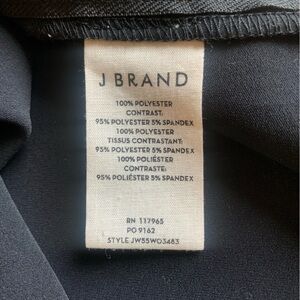 J BRAND
100% POLYESTER
CONTRAST:
95% POLYESTER 5% SPANDEX
100% POLYESTER
TISSUS CONTRASTANT:
95% POLYESTER 5% SPANDEX
100% POLIÉSTER
CONTRASTE:
95% POLIÉSTER 5% SPANDEX
RN 117965
PO 9162
STYLE JW55WO3483